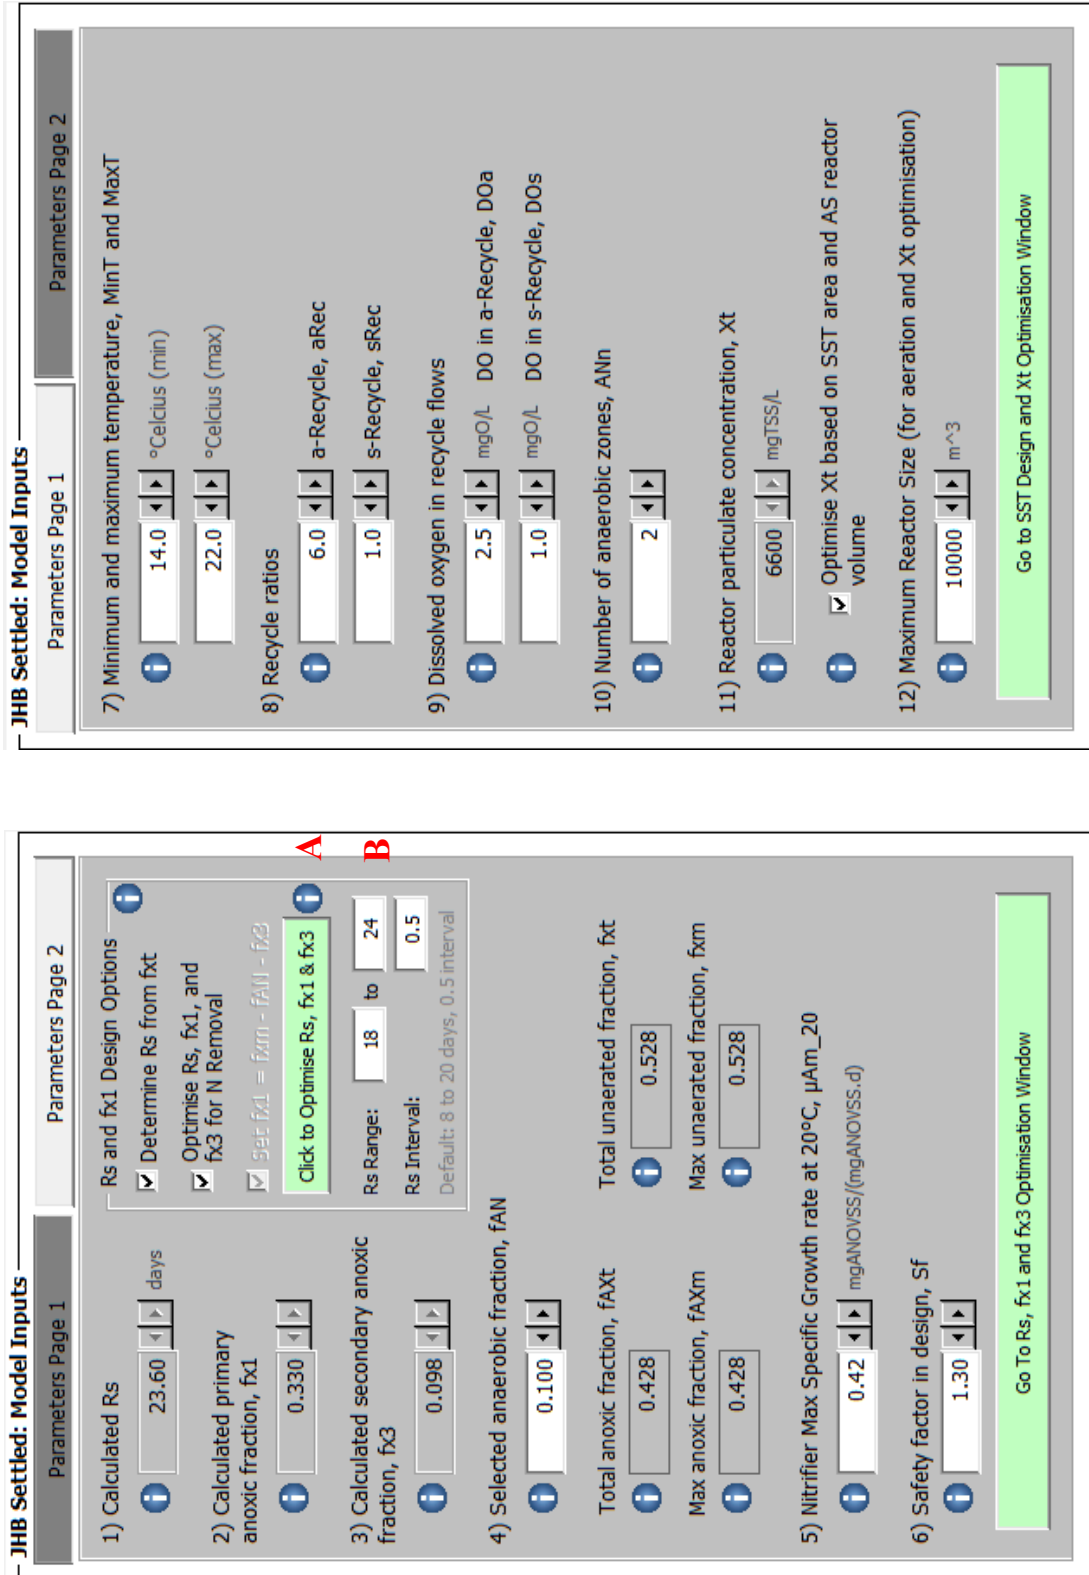 JHB Settled: Model Inputs
Parameters Page 1
Parameters Page 2
1) Calculated Rs
23.60 days
2) Calculated primary
anoxic fraction, fx1
0.330
3) Calculated secondary anoxic
fraction, fx3
0.098
Rs and fx1 Design Options
Determine Rs from fxt
Optimise Rs, fx1, and
fx3 for N Removal
Set fx1 = fxm - fAN - fx3
Click to Optimise Rs, fx1 & fx3
A
Rs Range: 18 to 24
B
Rs Interval: 0.5
Default: 8 to 20 days, 0.5 interval
4) Selected anaerobic fraction, fAN
0.100
Total anoxic fraction, fAXt
0.428
Total unaerated fraction, fxt
0.528
Max anoxic fraction, fAXm
0.428
Max unaerated fraction, fxm
0.528
5) Nitrifier Max Specific Growth rate at 20ºC, µAm_20
0.42 mgANOVSS/(mgANOVSS.d)
6) Safety factor in design, Sf
1.30
Go To Rs, fx1 and fx3 Optimisation Window
JHB Settled: Model Inputs
Parameters Page 1
Parameters Page 2
7) Minimum and maximum temperature, MinT and MaxT
14.0 ºCelcius (min)
22.0 ºCelcius (max)
8) Recycle ratios
6.0 a-Recycle, aRec
1.0 s-Recycle, sRec
9) Dissolved oxygen in recycle flows
2.5 mgO/L DO in a-Recycle, DOa
1.0 mgO/L DO in s-Recycle, DOs
10) Number of anaerobic zones, ANn
2
11) Reactor particulate concentration, Xt
6600 mgTSS/L
Optimise Xt based on SST area and AS reactor
volume
12) Maximum Reactor Size (for aeration and Xt optimisation)
10000 m^3
Go to SST Design and Xt Optimisation Window